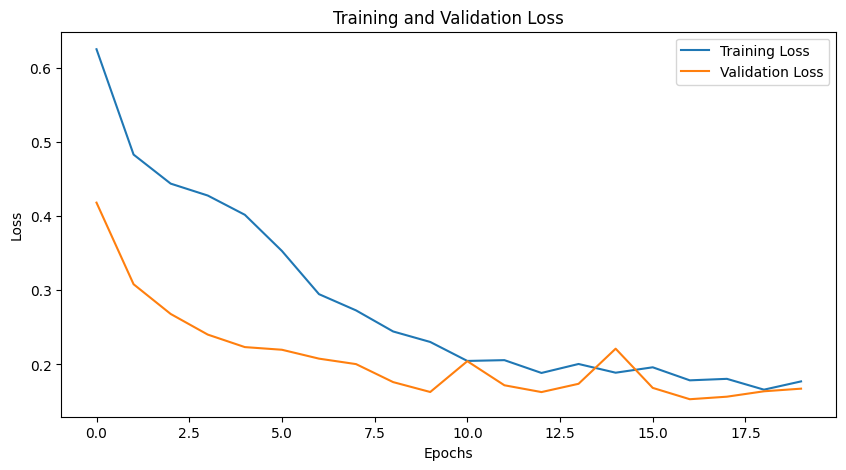 Training and Validation Loss
Training Loss
Validation Loss
0.6
0.5
0.4
0.3
0.2
Loss
0.0
2.5
5.0
7.5
10.0
12.5
15.0
17.5
Epochs